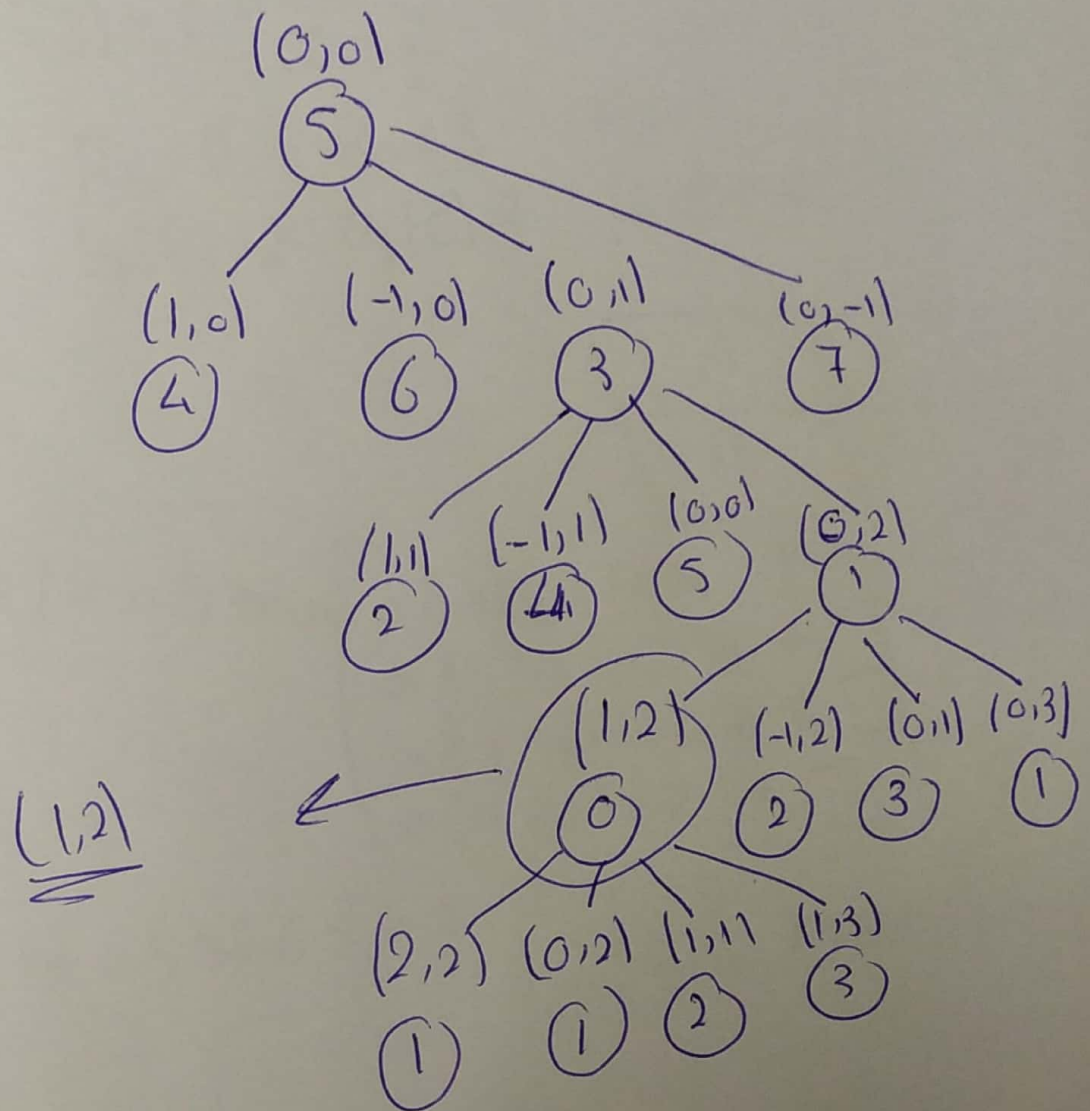 (0,0)
5
(1,0) (-1,0) (0,1) (0,-1)
4 6 3 7
(1,1) (-1,1) (0,0) (0,2)
2 4 5 1
(1,2) (-1,2) (0,1) (0,3)
0 2 3 1
(1,2)
(2,2) (0,2) (1,1) (1,3)
1 1 2 3